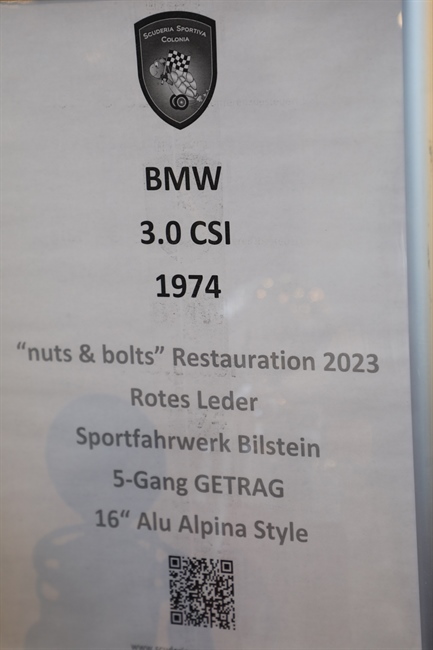 SCUDERIA SPORTIVA
COLONIA
BMW
3.0 CSI
1974
“nuts & bolts” Restauration 2023
Rotes Leder
Sportfahrwerk Bilstein
5-Gang GETRAG
16“ Alu Alpina Style